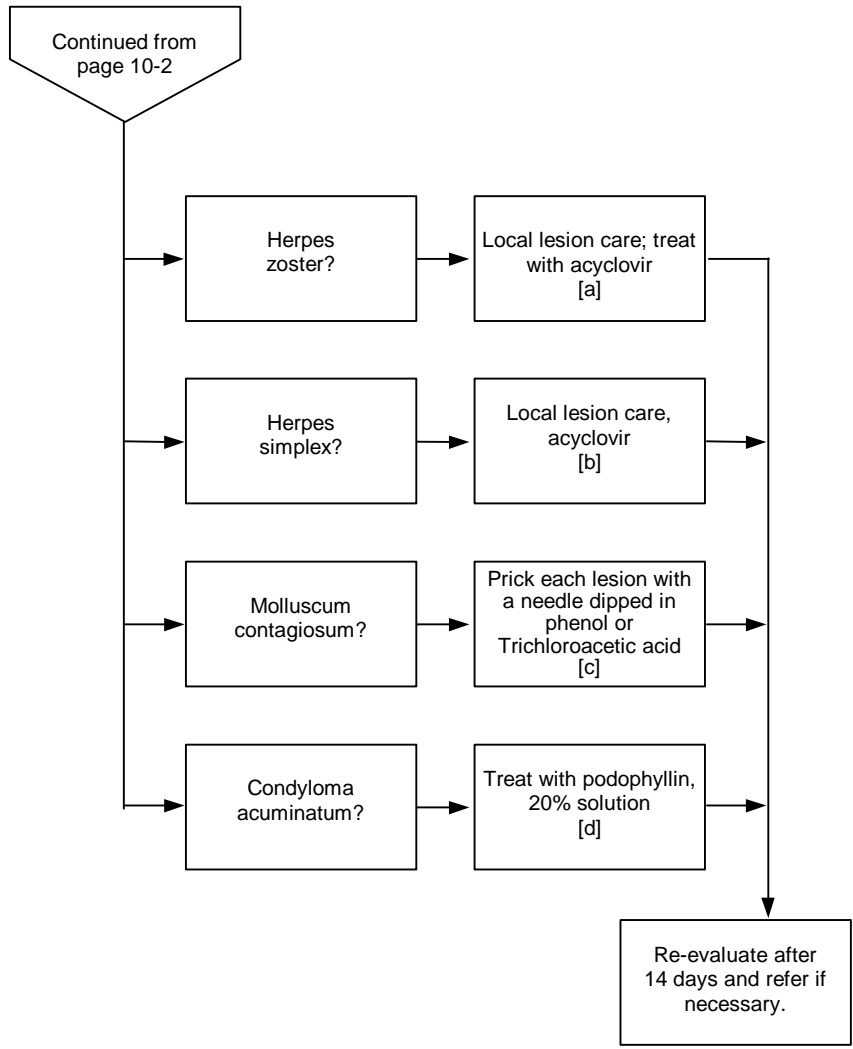 Continued from
page 10-2
Herpes
zoster?
Local lesion care; treat
with acyclovir
[a]
Herpes
simplex?
Local lesion care,
acyclovir
[b]
Molluscum
contagiosum?
Prick each lesion with
a needle dipped in
phenol or
Trichloroacetic acid
[c]
Condyloma
acuminatum?
Treat with podophyllin,
20% solution
[d]
Re-evaluate after
14 days and refer if
necessary.